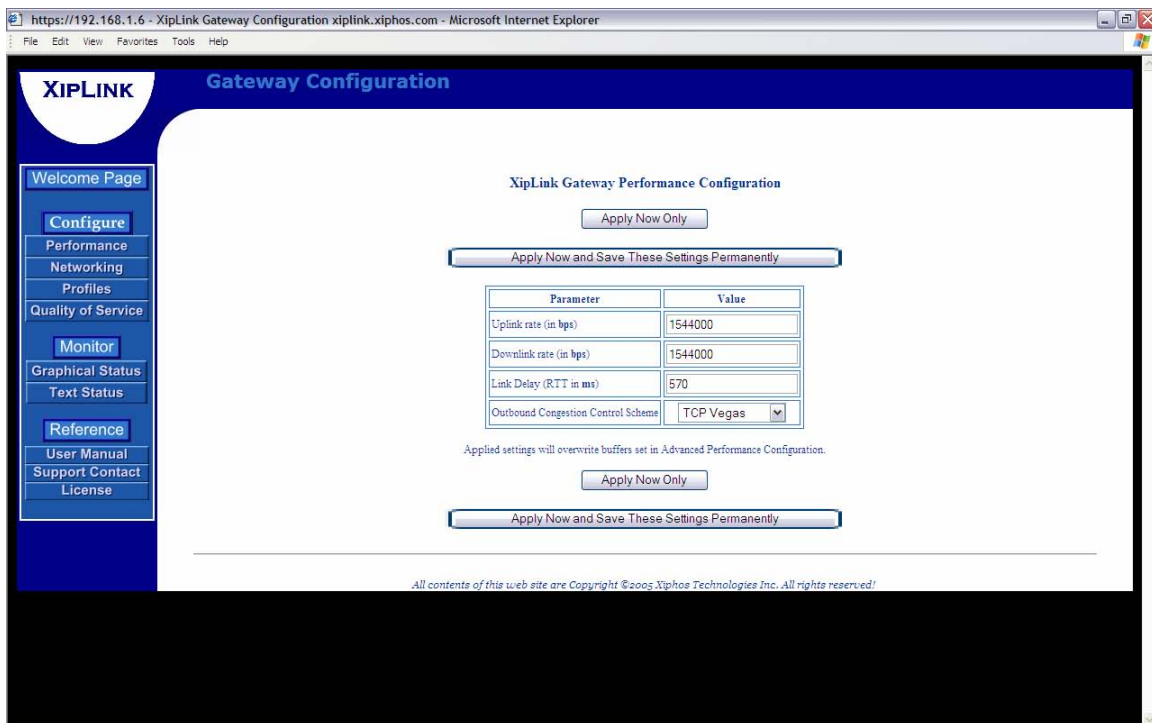 https://192.168.1.6 - XipLink Gateway Configuration xiplink.xiphos.com - Microsoft Internet Explorer
File Edit View Favorites Tools Help
XIPLINK
Gateway Configuration
Welcome Page
Configure
Performance
Networking
Profiles
Quality of Service
Monitor
Graphical Status
Text Status
Reference
User Manual
Support Contact
License
XipLink Gateway Performance Configuration
Apply Now Only
Apply Now and Save These Settings Permanently
Parameter Value
Uplink rate (in bps) 1544000
Downlink rate (in bps) 1544000
Link Delay (RTT in ms) 570
Outbound Congestion Control Scheme TCP Vegas
Applied settings will overwrite buffers set in Advanced Performance Configuration.
Apply Now Only
Apply Now and Save These Settings Permanently
All contents of this web site are Copyright ©2005 Xiphos Technologies Inc. All rights reserved!